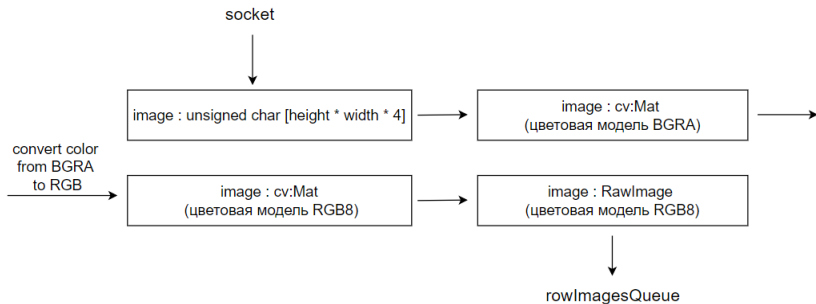 socket
image : unsigned char [height * width * 4]
image : cv:Mat
(цветовая модель BGRA)
convert color
from BGRA
to RGB
image : cv:Mat
(цветовая модель RGB8)
image : RawImage
(цветовая модель RGB8)
rowImagesQueue